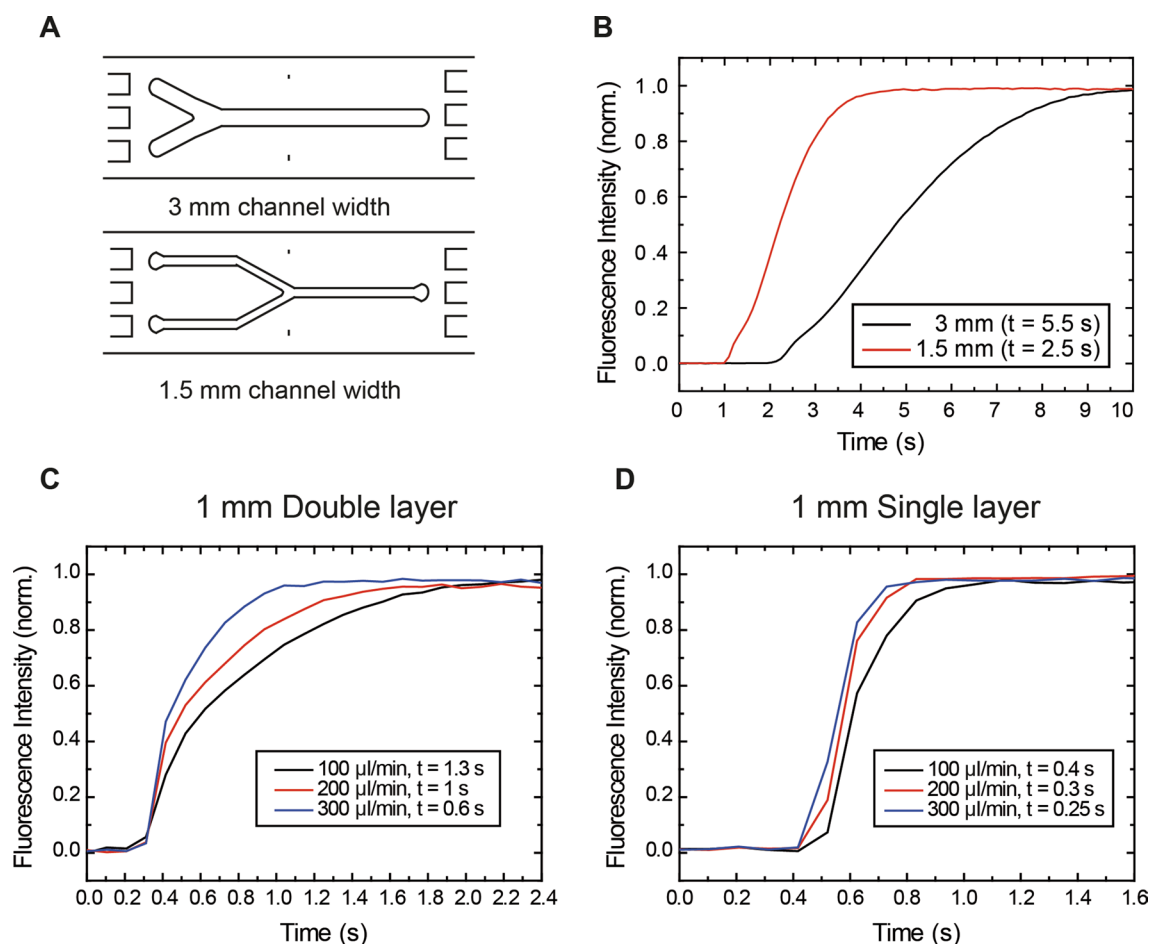 A
3 mm channel width
1.5 mm channel width
B
Fluorescence Intensity (norm.)
1.0
0.8
0.6
0.4
0.2
0.0
3 mm (t = 5.5 s)
1.5 mm (t = 2.5 s)
0 1 2 3 4 5 6 7 8 9 10
Time (s)
C
1 mm Double layer
Fluorescence Intensity (norm.)
1.0
0.8
0.6
0.4
0.2
0.0
100 µl/min, t = 1.3 s
200 µl/min, t = 1 s
300 µl/min, t = 0.6 s
0.0 0.2 0.4 0.6 0.8 1.0 1.2 1.4 1.6 1.8 2.0 2.2 2.4
Time (s)
D
1 mm Single layer
Fluorescence Intensity (norm.)
1.0
0.8
0.6
0.4
0.2
0.0
100 µl/min, t = 0.4 s
200 µl/min, t = 0.3 s
300 µl/min, t = 0.25 s
0.0 0.2 0.4 0.6 0.8 1.0 1.2 1.4 1.6
Time (s)